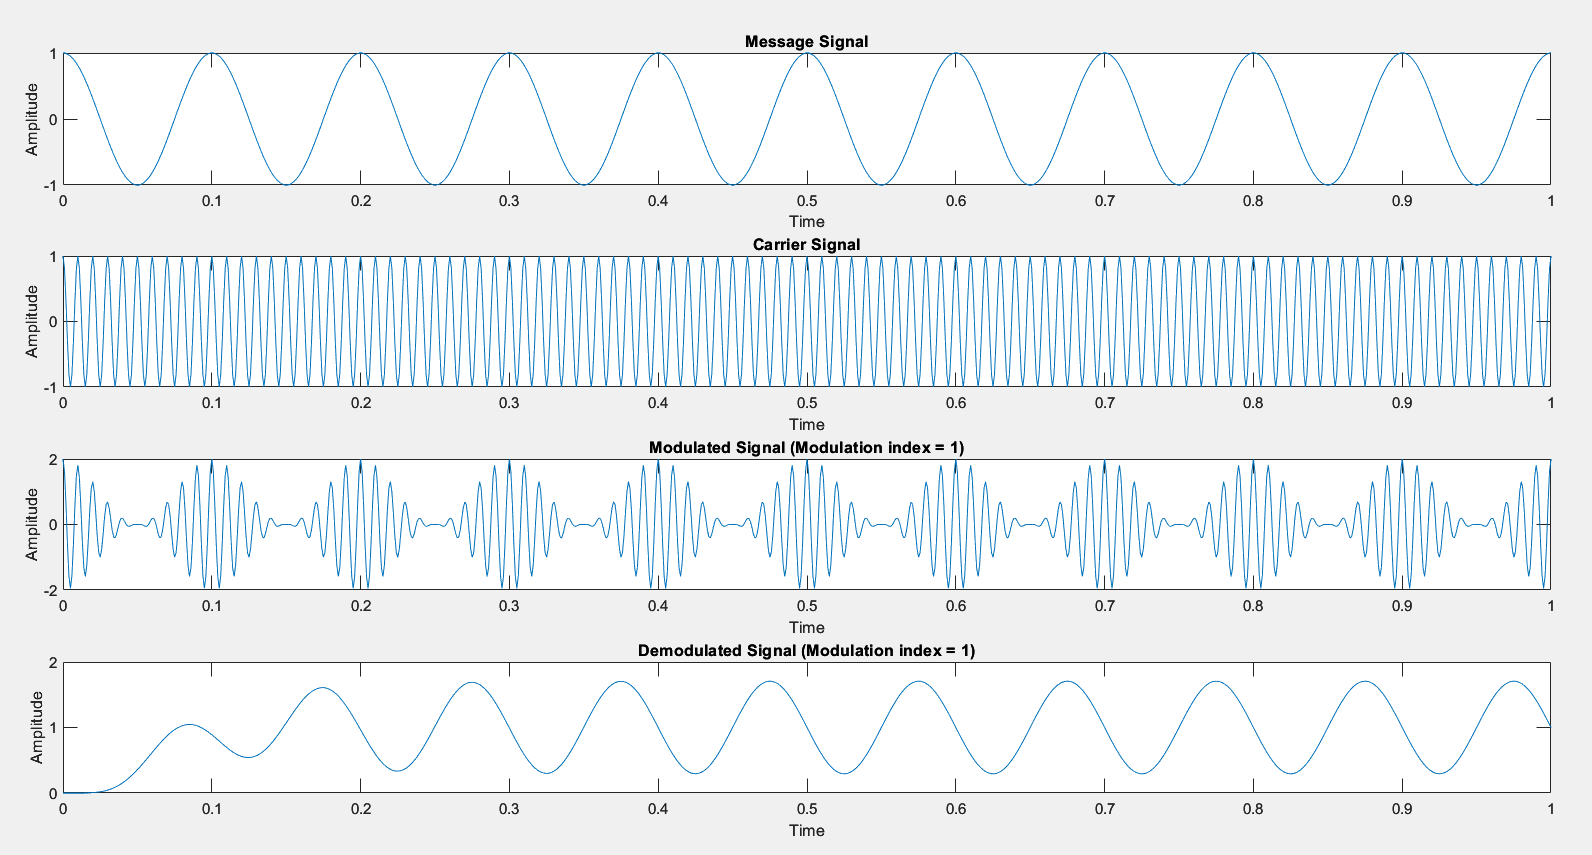 Message Signal
1
0
-1
Amplitude
0 0.1 0.2 0.3 0.4 0.5 0.6 0.7 0.8 0.9 1
Time
Carrier Signal
1
0
-1
Amplitude
0 0.1 0.2 0.3 0.4 0.5 0.6 0.7 0.8 0.9 1
Time
Modulated Signal (Modulation index = 1)
2
0
-2
Amplitude
0 0.1 0.2 0.3 0.4 0.5 0.6 0.7 0.8 0.9 1
Time
Demodulated Signal (Modulation index = 1)
2
1
0
Amplitude
0 0.1 0.2 0.3 0.4 0.5 0.6 0.7 0.8 0.9 1
Time